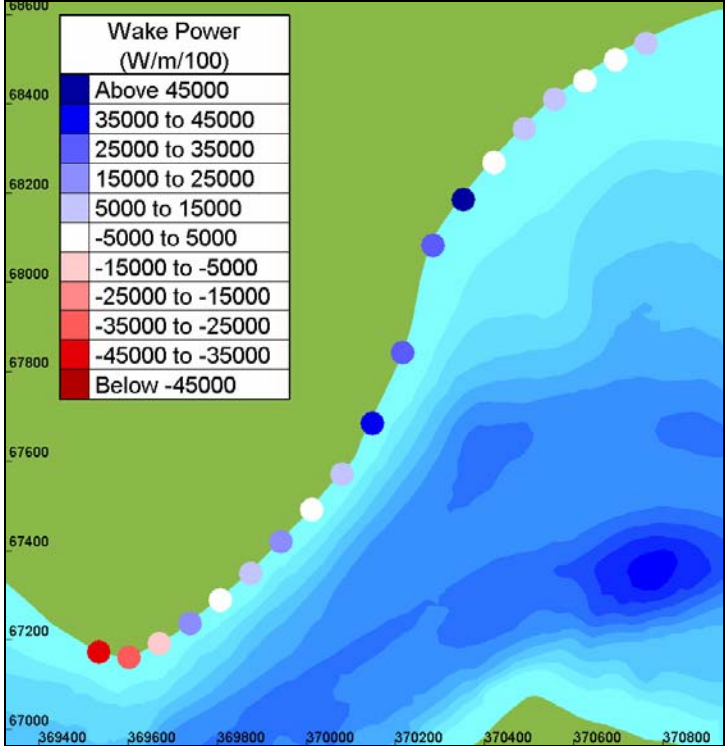 68600
Wake Power
(W/m/100)
Above 45000
35000 to 45000
25000 to 35000
15000 to 25000
5000 to 15000
-5000 to 5000
-15000 to -5000
-25000 to -15000
-35000 to -25000
-45000 to -35000
Below -45000
68400
68200
68000
67800
67600
67400
67200
67000
369400 369600 369800 370000 370200 370400 370600 370800